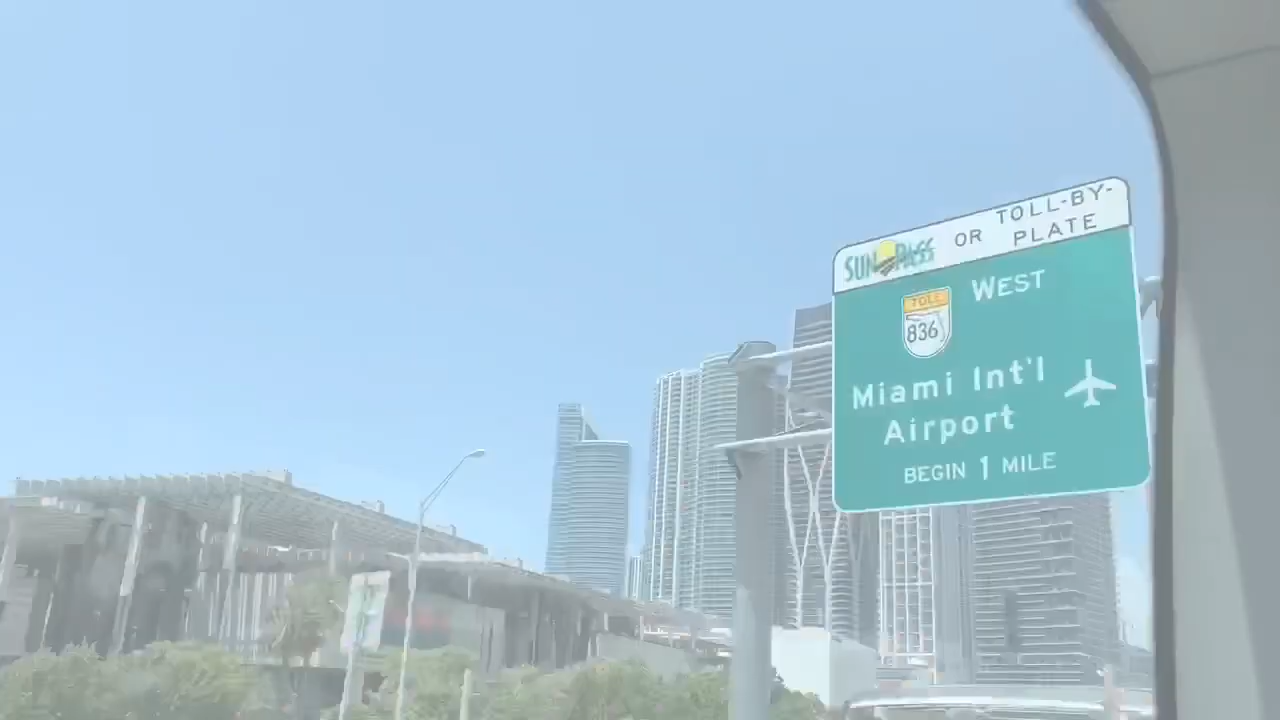 SUNPASS OR TOLL-BY-
PLATE
TOLL
836
WEST
Miami Int'l
Airport
BEGIN 1 MILE